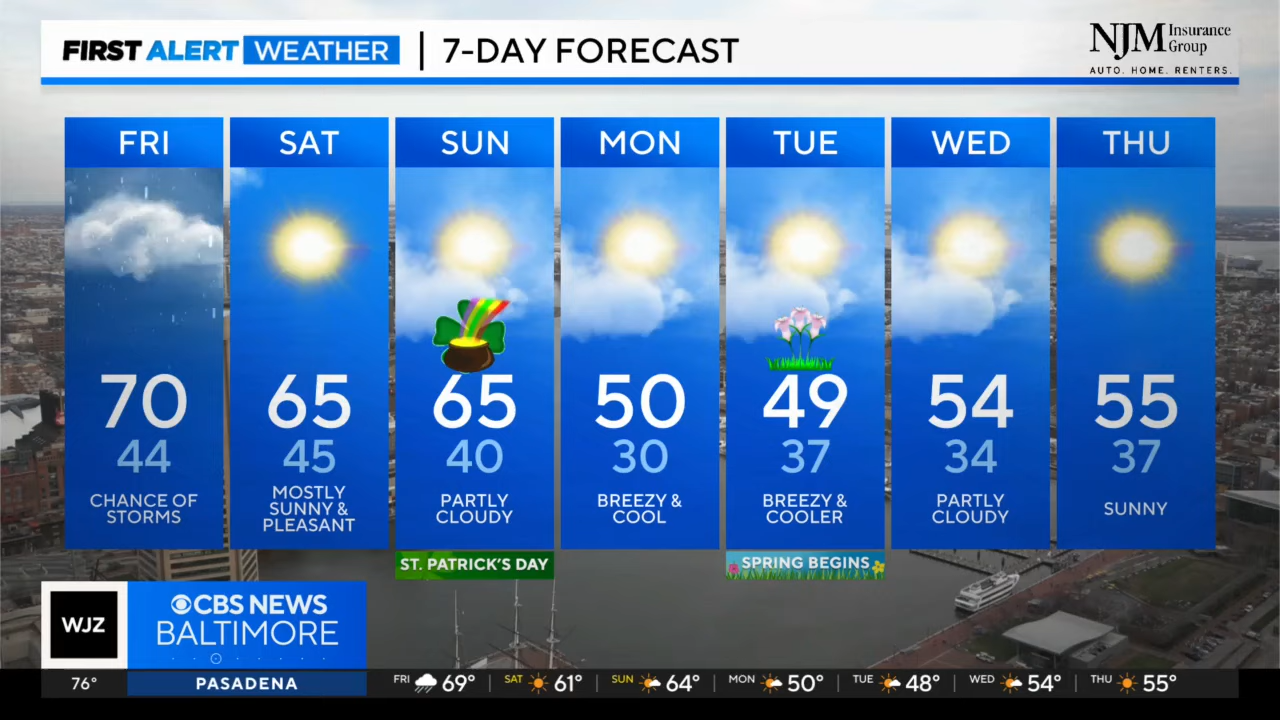 FIRST ALERT WEATHER | 7-DAY FORECAST
NJM Insurance Group
AUTO. HOME. RENTERS.
FRI
70
44
CHANCE OF
STORMS
SAT
65
45
MOSTLY
SUNNY &
PLEASANT
SUN
65
40
PARTLY
CLOUDY
ST. PATRICK'S DAY
MON
50
30
BREEZY &
COOL
TUE
49
37
BREEZY &
COOLER
SPRING BEGINS
WED
54
34
PARTLY
CLOUDY
THU
55
37
SUNNY
WJZ
CBS NEWS
BALTIMORE
76° PASADENA
FRI 69° | SAT 61° | SUN 64° | MON 50° | TUE 48° | WED 54° | THU 55°